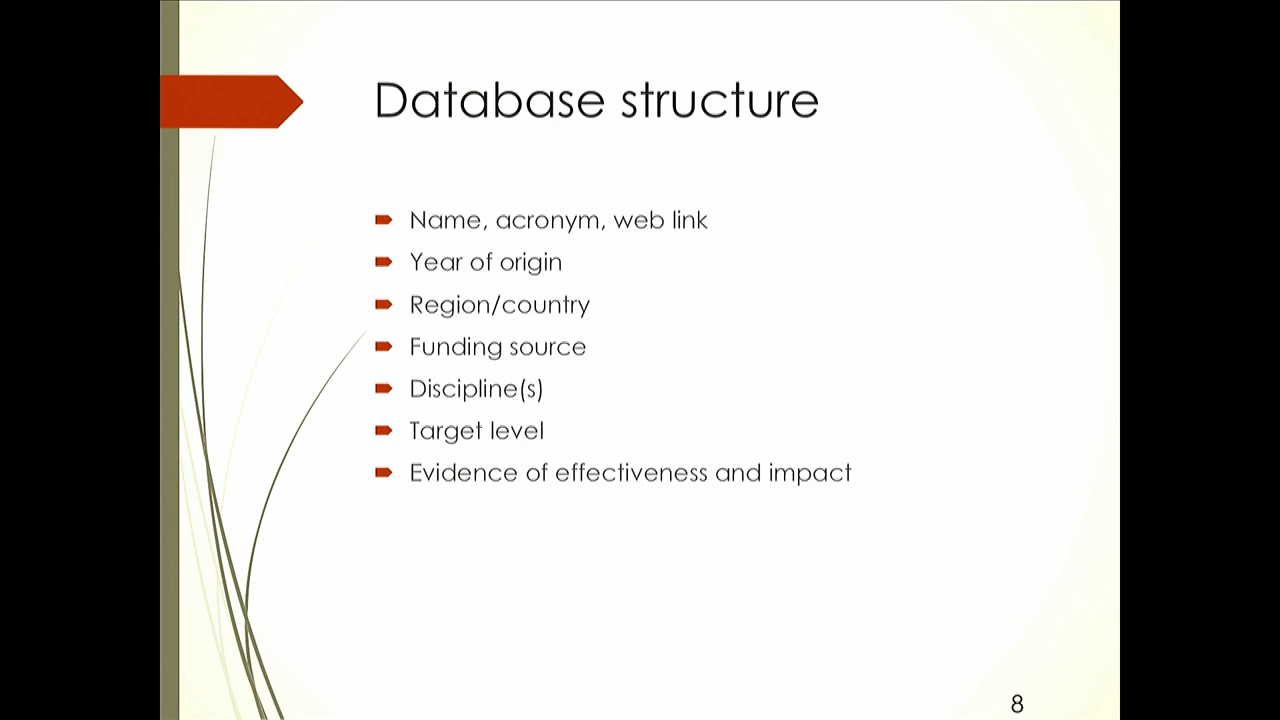 Database structure
Name, acronym, web link
Year of origin
Region/country
Funding source
Discipline(s)
Target level
Evidence of effectiveness and impact
8